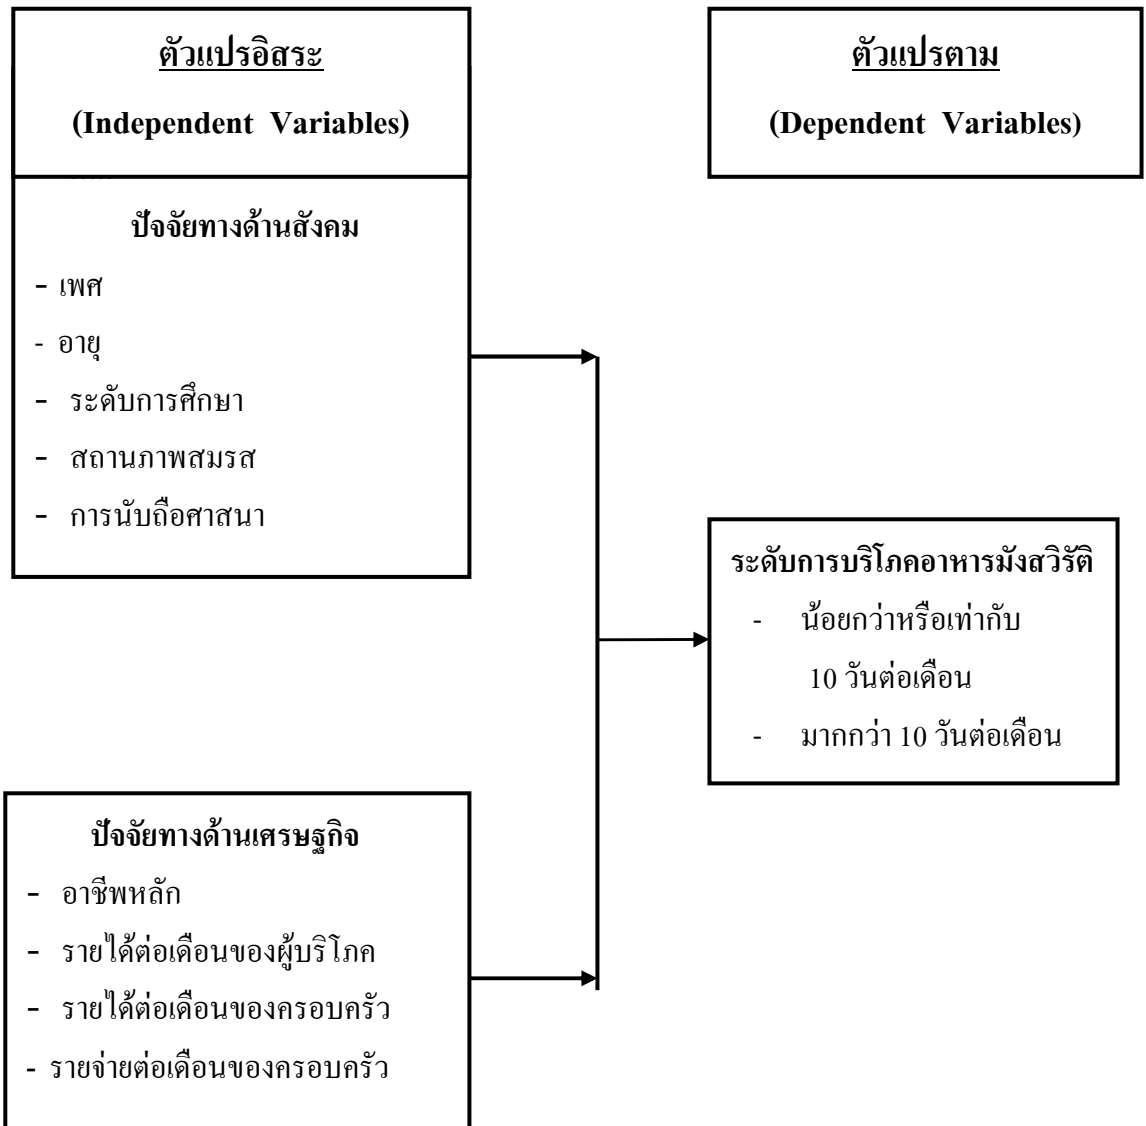 ตัวแปรอิสระ
(Independent Variables)
ปัจจัยทางด้านสังคม
- เพศ
- อายุ
- ระดับการศึกษา
- สถานภาพสมรส
- การนับถือศาสนา
ปัจจัยทางด้านเศรษฐกิจ
- อาชีพหลัก
- รายได้ต่อเดือนของผู้บริโภค
- รายได้ต่อเดือนของครอบครัว
- รายจ่ายต่อเดือนของครอบครัว
ตัวแปรตาม
(Dependent Variables)
ระดับการบริโภคอาหารมังสวิรัติ
- น้อยกว่าหรือเท่ากับ
10 วันต่อเดือน
- มากกว่า 10 วันต่อเดือน